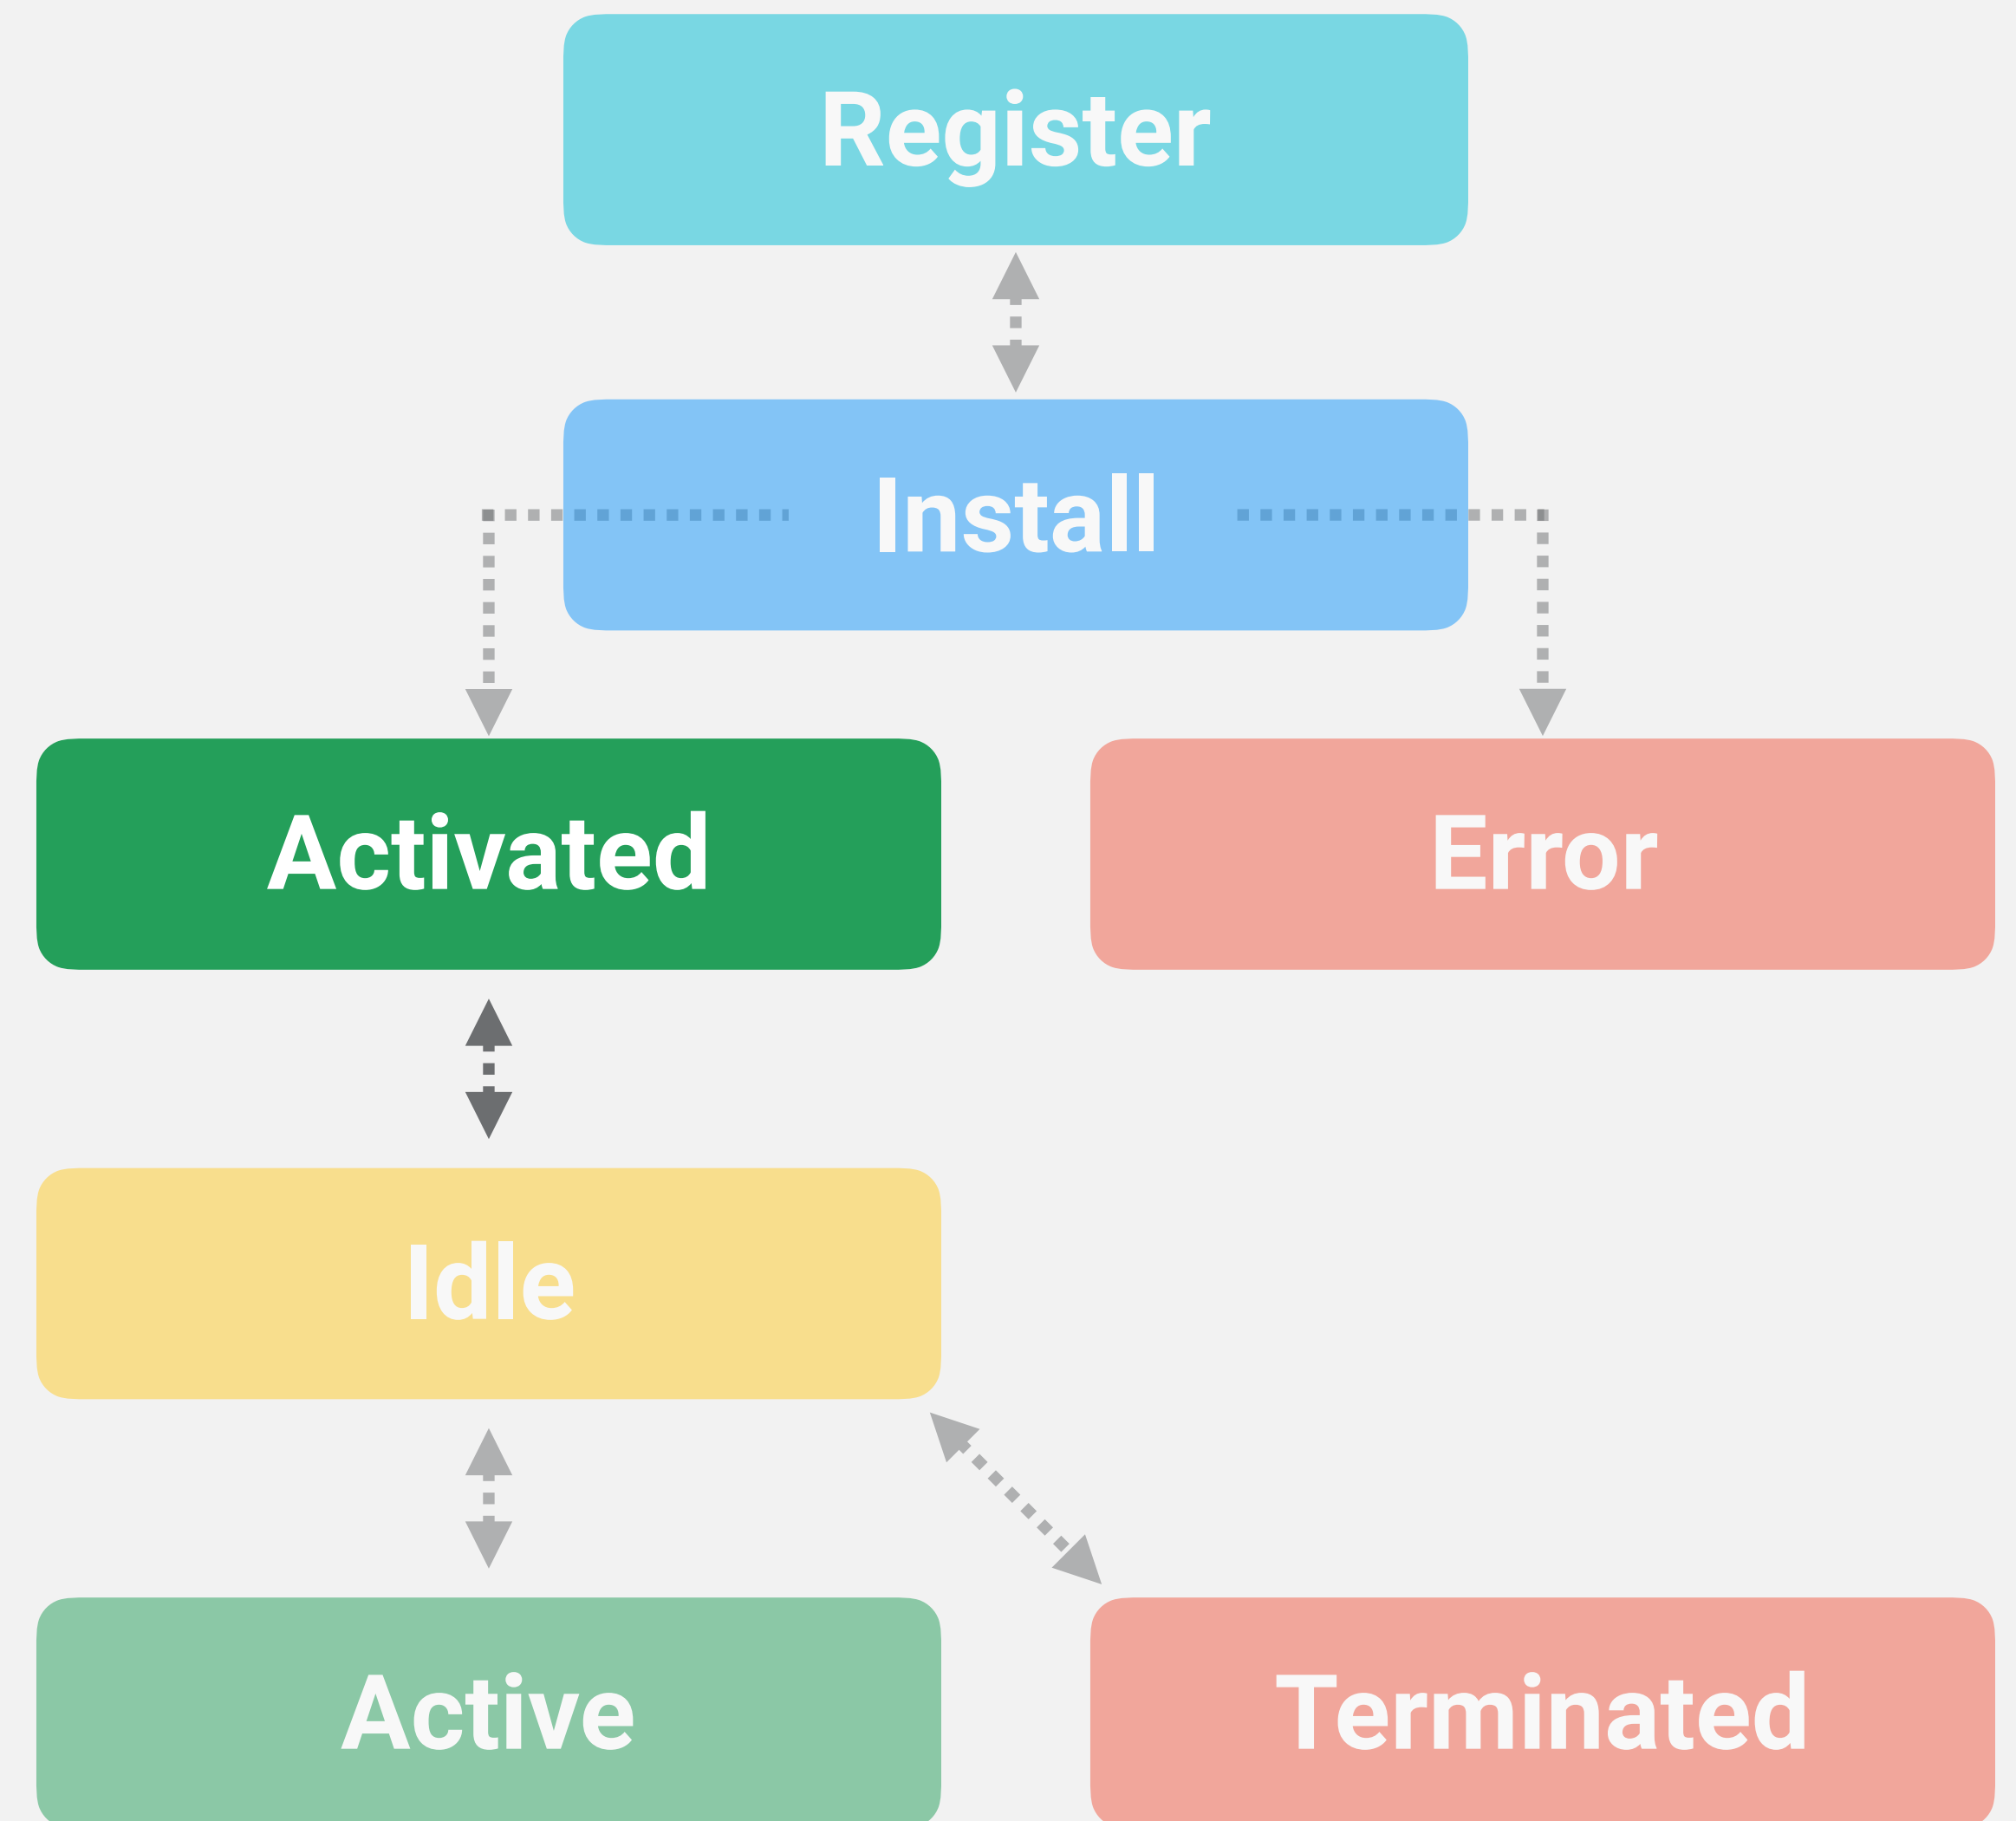 Register
Install
Activated
Error
Idle
Active
Terminated